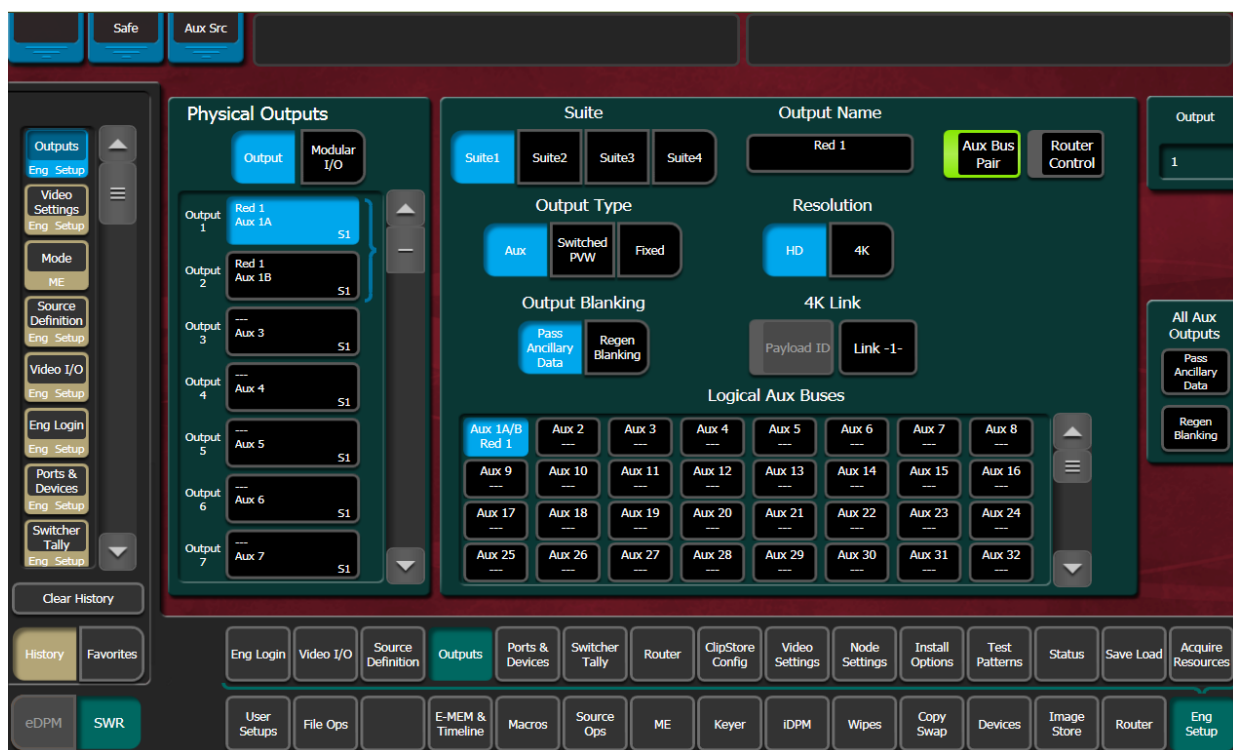 Safe
Aux Src
Outputs
Eng Setup
Video
Settings
Eng Setup
Mode
ME
Source
Definition
Eng Setup
Video I/O
Eng Setup
Eng Login
Eng Setup
Ports &
Devices
Eng Setup
Switcher
Tally
Eng Setup
Clear History
History
Favorites
eDPM
SWR
Physical Outputs
Output
Modular
I/O
Output
1
Red 1
Aux 1A
S1
Output
2
Red 1
Aux 1B
S1
Output
3
---
Aux 3
S1
Output
4
---
Aux 4
S1
Output
5
---
Aux 5
S1
Output
6
---
Aux 6
S1
Output
7
---
Aux 7
S1
Suite
Suite1
Suite2
Suite3
Suite4
Output Name
Red 1
Aux Bus
Pair
Router
Control
Output Type
Aux
Switched
PVW
Fixed
Resolution
HD
4K
Output Blanking
Pass
Ancillary
Data
Regen
Blanking
4K Link
Payload ID
Link -1-
Logical Aux Buses
Aux 1A/B
Red 1
Aux 2
---
Aux 3
---
Aux 4
---
Aux 5
---
Aux 6
---
Aux 7
---
Aux 8
---
Aux 9
---
Aux 10
---
Aux 11
---
Aux 12
---
Aux 13
---
Aux 14
---
Aux 15
---
Aux 16
---
Aux 17
---
Aux 18
---
Aux 19
---
Aux 20
---
Aux 21
---
Aux 22
---
Aux 23
---
Aux 24
---
Aux 25
---
Aux 26
---
Aux 27
---
Aux 28
---
Aux 29
---
Aux 30
---
Aux 31
---
Aux 32
---
Output
1
All Aux
Outputs
Pass
Ancillary
Data
Regen
Blanking
Eng Login
Video I/O
Source
Definition
Outputs
Ports &
Devices
Switcher
Tally
Router
ClipStore
Config
Video
Settings
Node
Settings
Install
Options
Test
Patterns
Status
Save Load
Acquire
Resources
User
Setups
File Ops
E-MEM &
Timeline
Macros
Source
Ops
ME
Keyer
iDPM
Wipes
Copy
Swap
Devices
Image
Store
Router
Eng
Setup